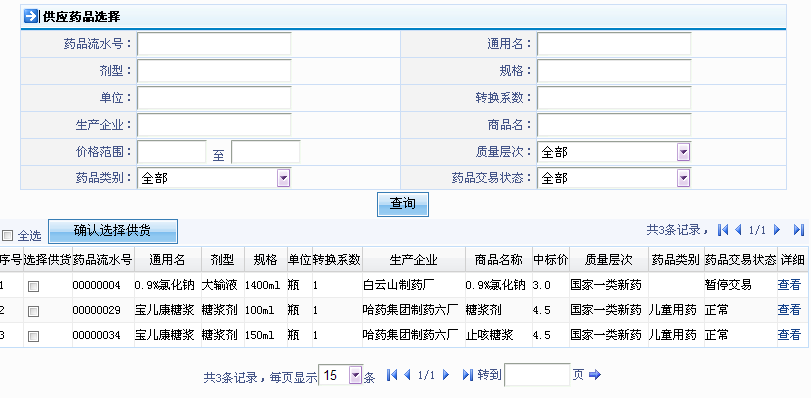 供应药品选择
药品流水号： 通用名：
剂型： 规格：
单位： 转换系数：
生产企业： 商品名：
价格范围： 至 质量层次： 全部
药品类别： 全部 药品交易状态： 全部
查询
全选 确认选择供货 共3条记录， 1/1
序号 选择供货 药品流水号 通用名 剂型 规格 单位 转换系数 生产企业 商品名称 中标价 质量层次 药品类别 药品交易状态 详细
1 00000004 0.9%氯化钠 大输液 1400ml 瓶 1 白云山制药厂 0.9%氯化钠 3.0 国家一类新药 暂停交易 查看
2 00000029 宝儿康糖浆 糖浆剂 100ml 瓶 1 哈药集团制药六厂 糖浆剂 4.5 国家一类新药 儿童用药 正常 查看
3 00000034 宝儿康糖浆 糖浆剂 150ml 瓶 1 哈药集团制药六厂 止咳糖浆 4.5 国家一类新药 儿童用药 正常 查看
共3条记录，每页显示 15 条 1/1 转到 页